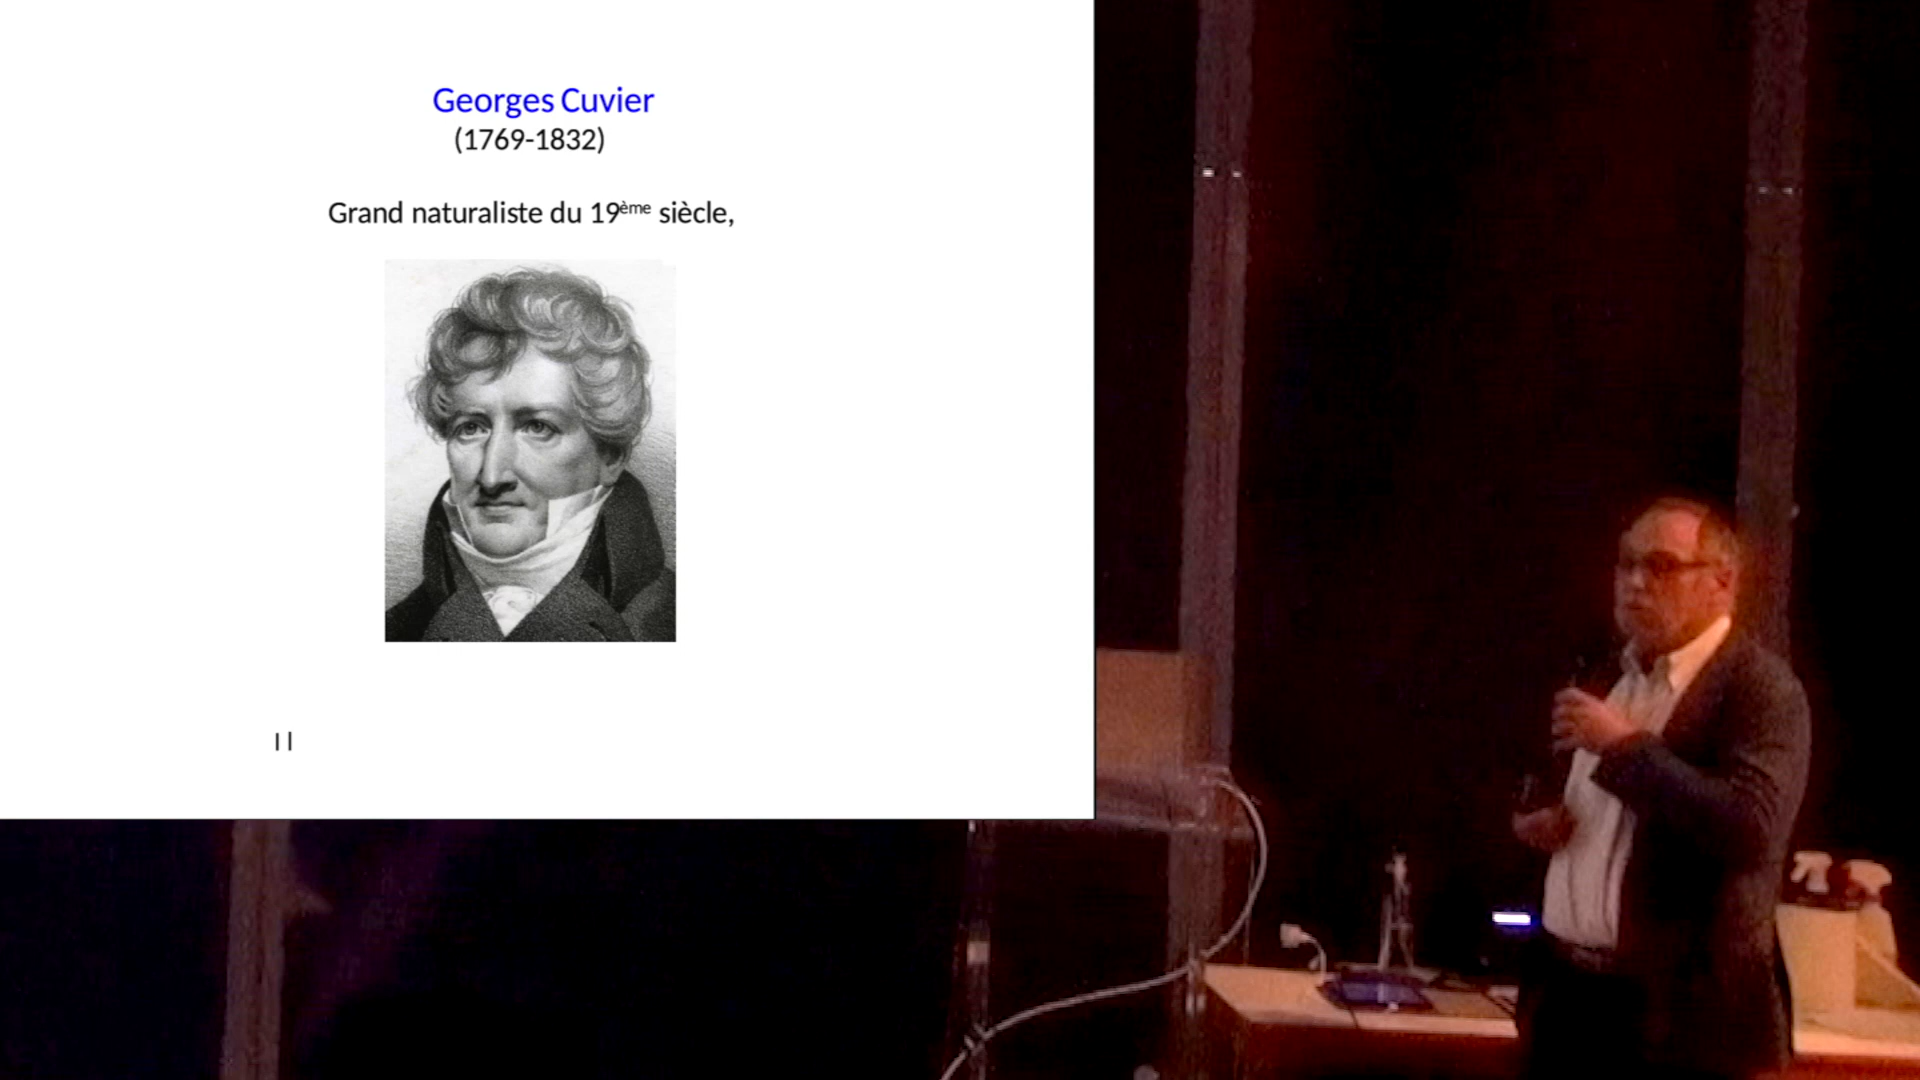 Georges Cuvier
(1769-1832)
Grand naturaliste du 19ème siècle,
I l